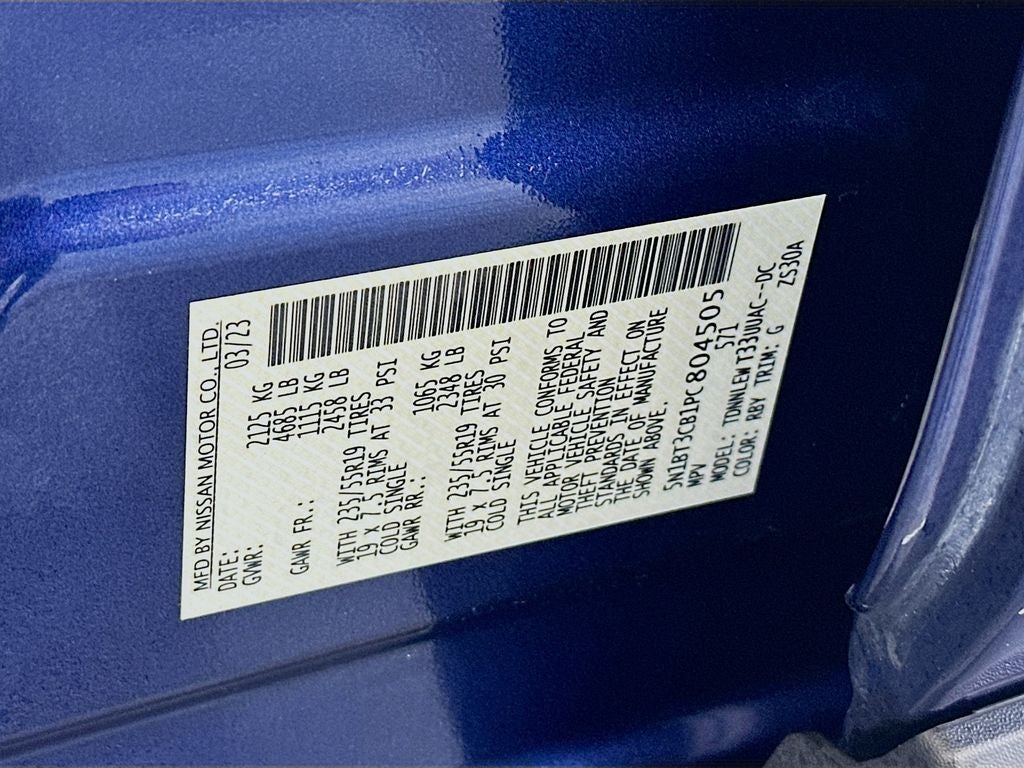 MFD BY NISSAN MOTOR CO., LTD.
DATE: 03/23
GVWR: 2125 KG
4685 LB
GAWR FR.: 1115 KG
2458 LB
WITH 235/55R19 TIRES
19 X 7.5 RIMS AT 33 PSI
COLD SINGLE
GAWR RR.: 1065 KG
2348 LB
WITH 235/55R19 TIRES
19 X 7.5 RIMS AT 30 PSI
COLD SINGLE
THIS VEHICLE CONFORMS TO
ALL APPLICABLE FEDERAL
MOTOR VEHICLE SAFETY AND
THEFT PREVENTION
STANDARDS IN EFFECT ON
THE DATE OF MANUFACTURE
SHOWN ABOVE.
5N1BT3CB1PC804505
MPV 571
MODEL: TDNNLEWT33UUAC--DC
COLOR: RBY TRIM: G ZS30A